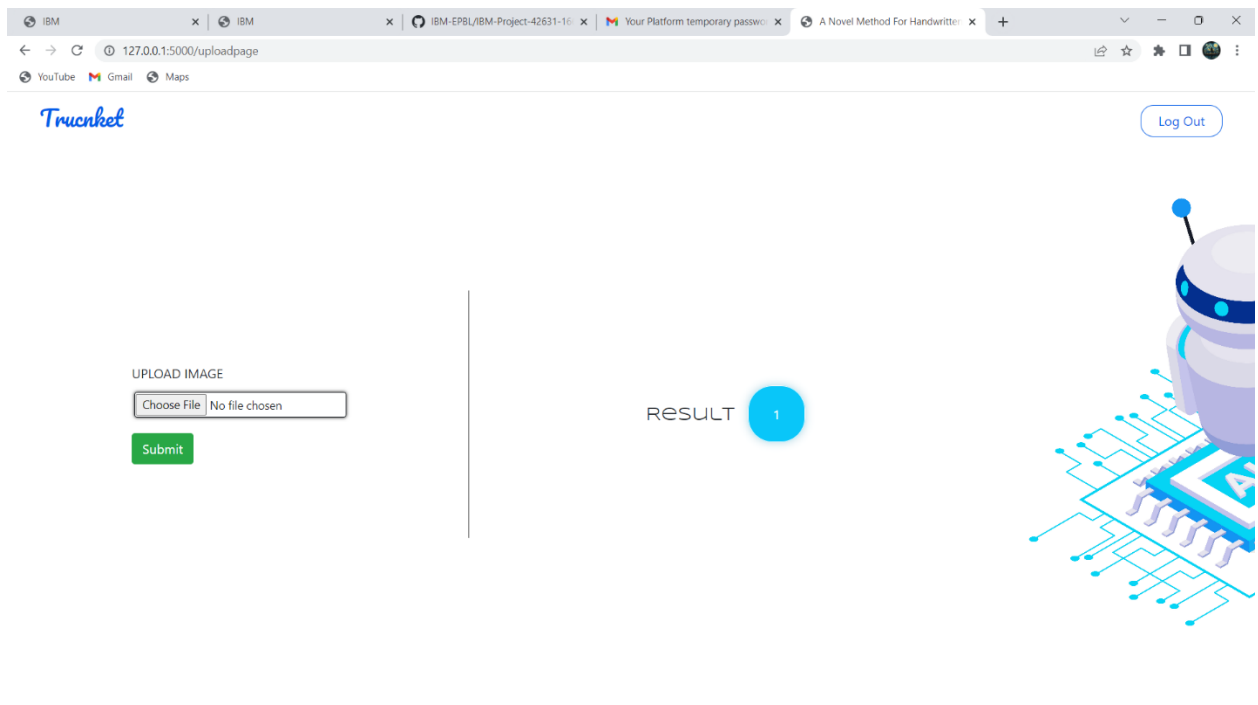 IBM
IBM
IBM-EPBL/IBM-Project-42631-16
Your Platform temporary passwo
A Novel Method For Handwritter
127.0.0.1:5000/uploadpage
YouTube
Gmail
Maps
Trucnket
Log Out
UPLOAD IMAGE
Choose File No file chosen
Submit
Result 1